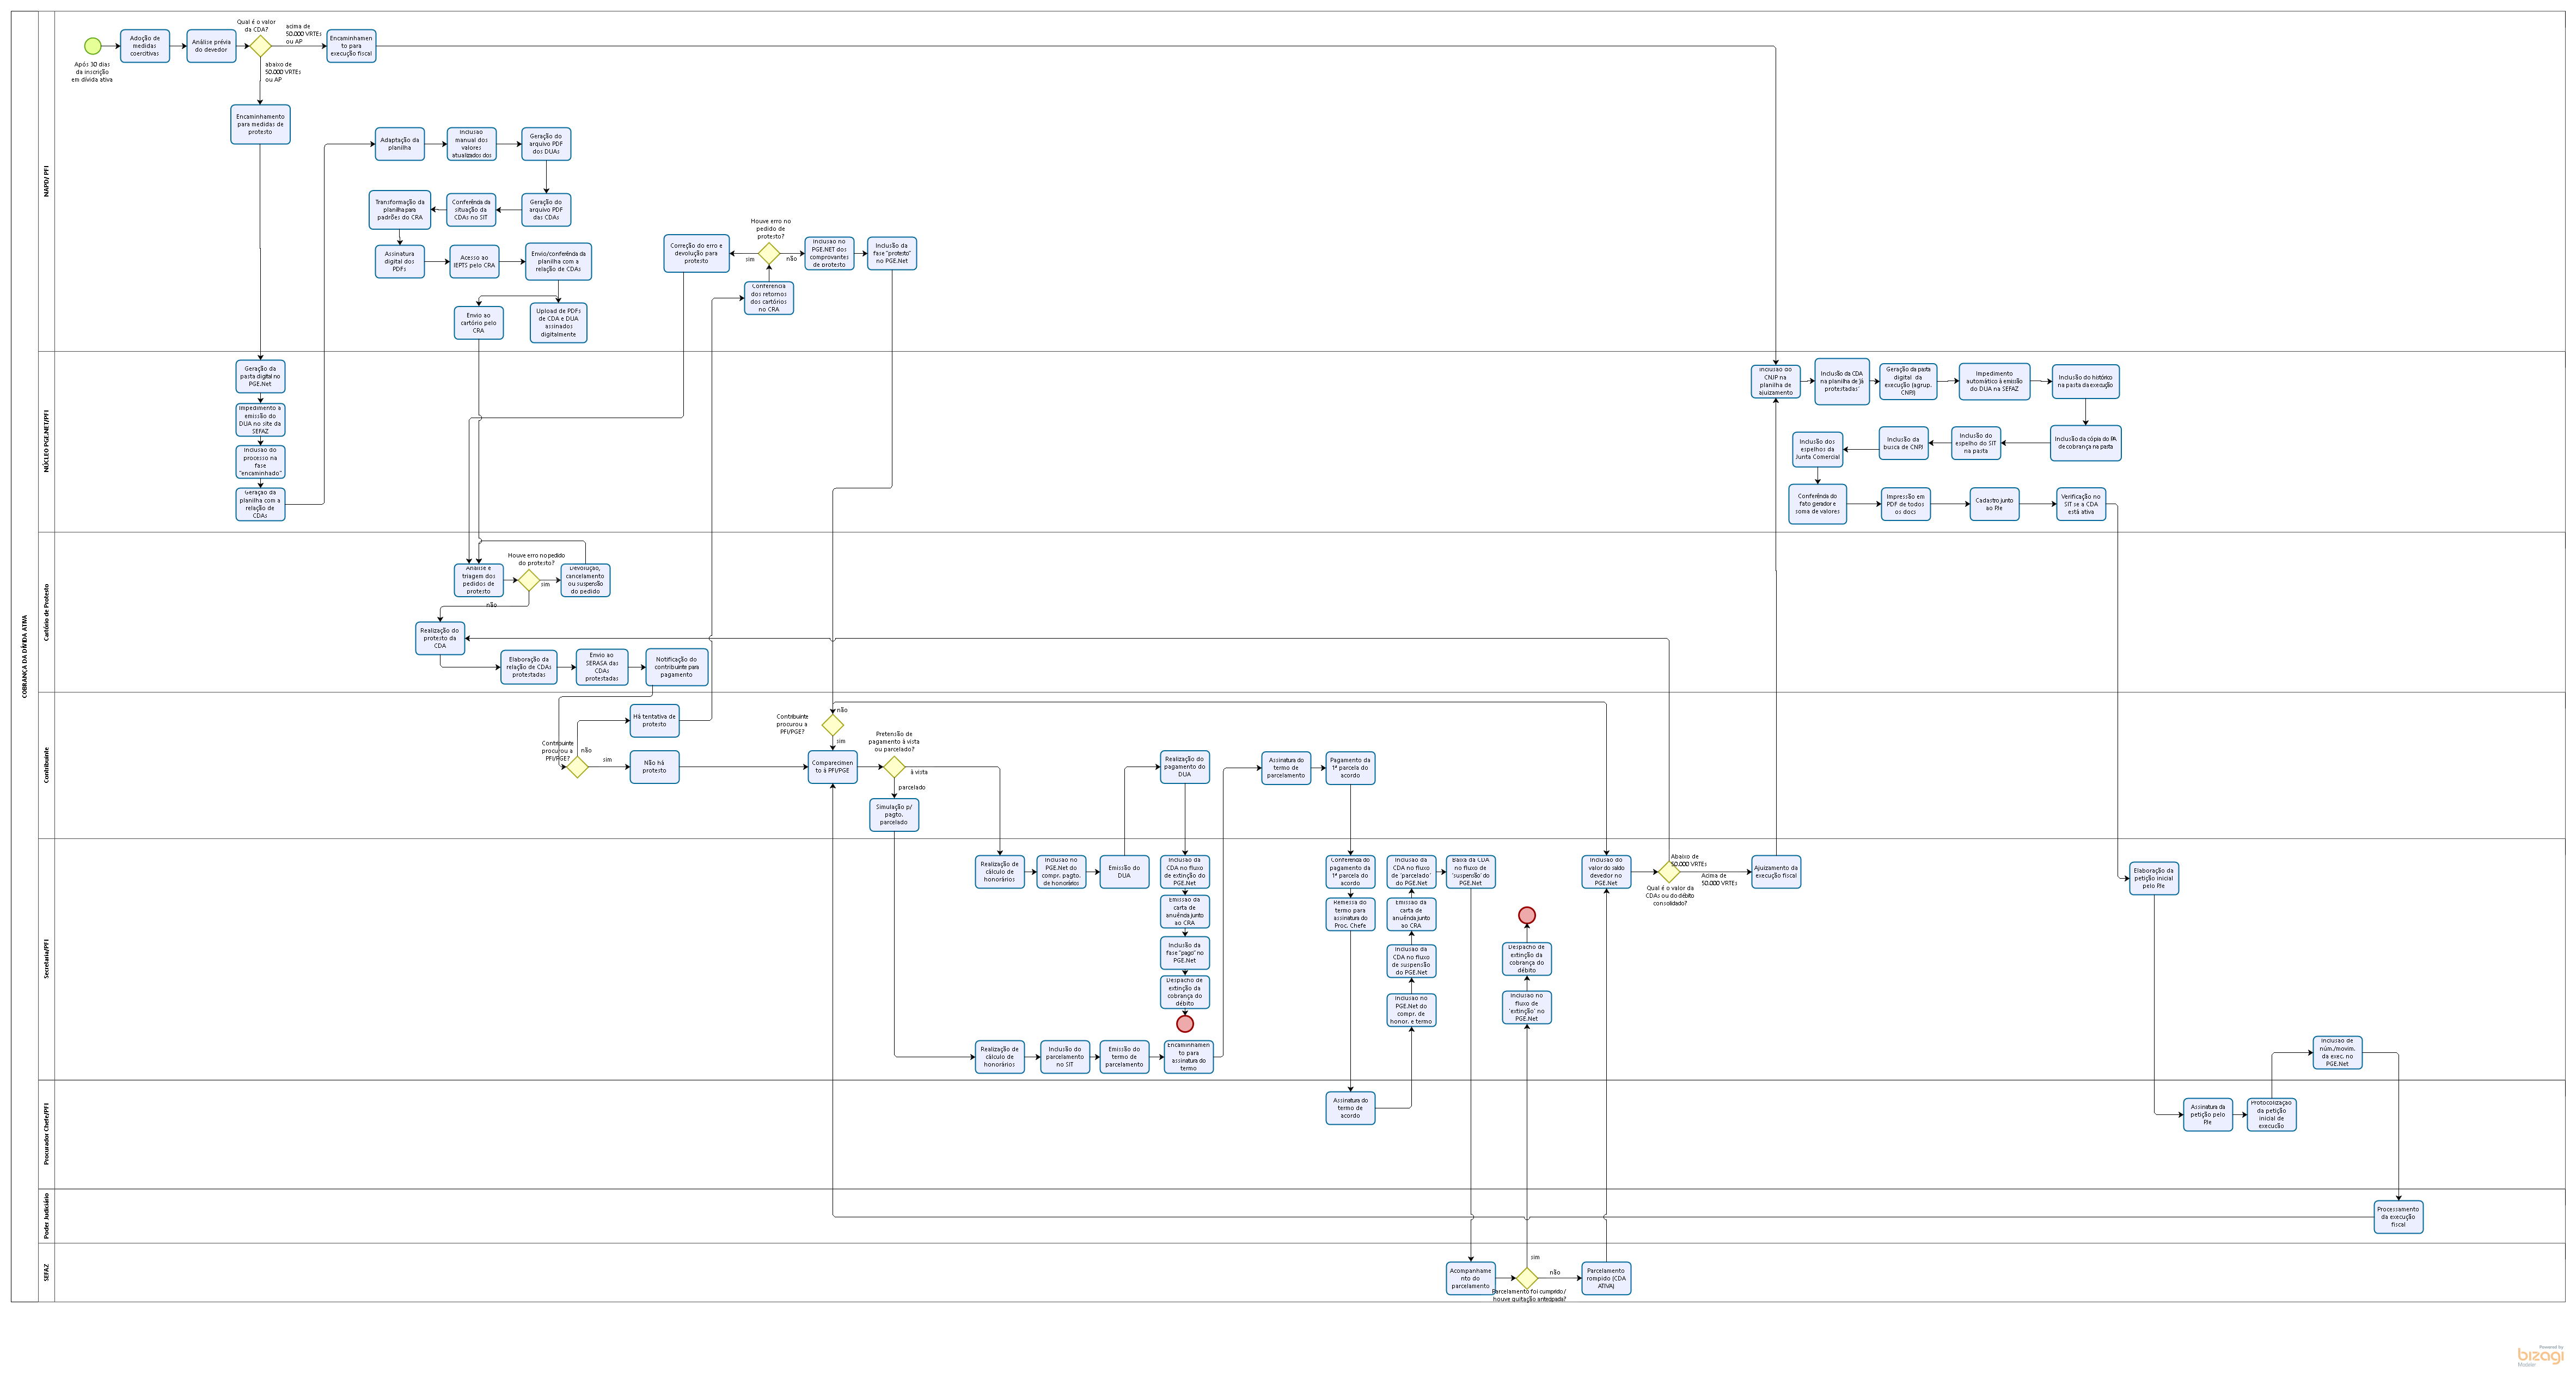 COBRANÇA DA DÍVIDA ATIVA
NAPD/ PFI
Após 30 dias
da inscrição
em dívida ativa
Adoção de
medidas
coercitivas
Análise prévia
do devedor
Qual é o valor
da CDA?
acima de
50.000 VRTEs
ou AP
Encaminhamen
to para
execução fiscal
abaixo de
50.000 VRTEs
ou AP
Encaminhamento
para medidas de
protesto
Adaptação da
planilha
Inclusão
manual dos
valores
atualizados dos
Geração do
arquivo PDF
dos DUAs
Transformação da
planilha para
padrões do CRA
Conferência da
situação da
CDAs no SIT
Geração do
arquivo PDF
das CDAs
Assinatura
digital dos
PDFs
Acesso ao
IEPTS pelo CRA
Envio/conferência da
planilha com a
relação de CDAs
Envio ao
cartório pelo
CRA
Upload de PDFs
de CDA e DUA
assinados
digitalmente
Correção do erro e
devolução para
protesto
Houve erro no
pedido de
protesto?
sim
não
Inclusão no
PGE.NET dos
comprovantes
de protesto
Inclusão da
fase "protesto"
no PGE.Net
Conferência
dos retornos
dos cartórios
no CRA
NÚCLEO PGE.NET/PFI
Geração da
pasta digital no
PGE.Net
Impedimento à
emissão do
DUA no site da
SEFAZ
Inclusão do
processo na
fase
"encaminhado"
Geração da
planilha com a
relação de
CDAs
Inclusão do
CNJP na
planilha de
ajuizamento
Inclusão da CDA
na planilha de 'já
protestadas'
Geração da pasta
digital da
execução (agrup.
CNPJ)
Impedimento
automático à emissão
do DUA na SEFAZ
Inclusão do histórico
na pasta da execução
Inclusão dos
espelhos da
Junta Comercial
Inclusão da
busca de CNPJ
Inclusão do
espelho do SIT
na pasta
Inclusão da cópia do PA
de cobrança na pasta
Conferência do
fato gerador e
soma de valores
Impressão em
PDF de todos
os docs
Cadastro junto
ao PJe
Verificação no
SIT se a CDA
está ativa
Cartório de Protesto
Análise e
triagem dos
pedidos de
protesto
Houve erro no pedido
do protesto?
sim
não
Devolução,
cancelamento
ou suspensão
do pedido
Realização do
protesto da
CDA
Elaboração da
relação de CDAs
protestadas
Envio ao
SERASA das
CDAs
protestadas
Notificação do
contribuinte para
pagamento
Contribuinte
Contribuinte
procurou a
PFI/PGE?
não
sim
Há tentativa de
protesto
Não há
protesto
Contribuinte
procurou a
PFI/PGE?
não
sim
Compareciment
to à PFI/PGE
Pretensão de
pagamento à vista
ou parcelado?
à vista
parcelado
Simulação p/
pagto.
parcelado
Realização do
pagamento do
DUA
Assinatura do
termo de
parcelamento
Pagamento da
1ª parcela do
acordo
Secretaria/PFI
Realização de
cálculo de
honorários
Inclusão no
PGE.Net do
compr. pagto.
de honorários
Emissão do
DUA
Inclusão da
CDA no fluxo
de extinção do
PGE.Net
Emissão da
carta de
anuência junto
ao CRA
Inclusão da
fase "pago" no
PGE.Net
Despacho de
extinção da
cobrança do
débito
Realização de
cálculo de
honorários
Inclusão do
parcelamento
no SIT
Emissão do
termo de
parcelamento
Encaminhamen
to para
assinatura do
termo
Conferência do
pagamento da
1ª parcela do
acordo
Remessa do
termo para
assinatura do
Proc. Chefe
Inclusão da
CDA no fluxo
de 'parcelado'
do PGE.Net
Baixa da CDA
no fluxo de
'suspensão' do
PGE.Net
Emissão da
carta de
anuência junto
ao CRA
Inclusão da
CDA no fluxo
de suspensão
do PGE.Net
Inclusão no
PGE.Net do
compr. de
honor. e termo
Despacho de
extinção da
cobrança do
débito
Inclusão no
fluxo de
'extinção' no
PGE.Net
Inclusão do
valor do saldo
devedor no
PGE.Net
Abaixo de
50.000 VRTEs
Acima de
50.000 VRTEs
Qual é o valor da
CDAs ou do débito
consolidado?
Ajuizamento da
execução fiscal
Elaboração da
petição inicial
pelo PJe
Inclusão de
núm./movim.
da exec. no
PGE.Net
Procurador Chefe/PFI
Assinatura do
termo de
acordo
Assinatura da
petição pelo
PJe
Protocolização
da petição
inicial de
execução
Poder Judiciário
Processamento
da execução
fiscal
SEFAZ
Acompanhame
nto do
parcelamento
sim
não
Parcelamento foi cumprido/
houve quitação antecipada?
Parcelamento
rompido (CDA
ATIVA)
Powered by
bizagi
Modeler